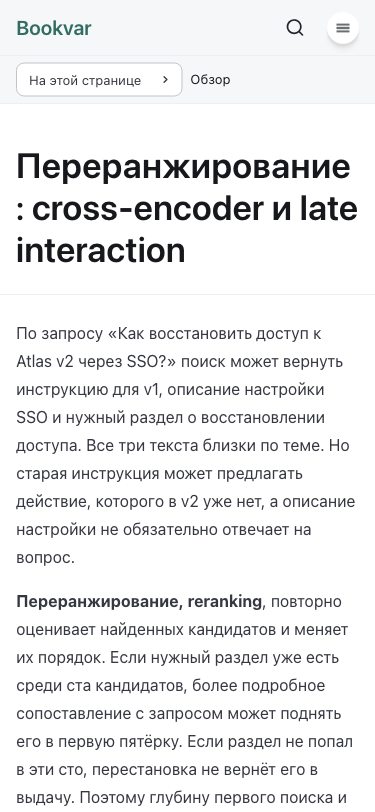 Bookvar
На этой странице
Обзор
Переранжирование
: cross-encoder и late
interaction
По запросу «Как восстановить доступ к
Atlas v2 через SSO?» поиск может вернуть
инструкцию для v1, описание настройки
SSO и нужный раздел о восстановлении
доступа. Все три текста близки по теме. Но
старая инструкция может предлагать
действие, которого в v2 уже нет, а описание
настройки не обязательно отвечает на
вопрос.
Переранжирование, reranking, повторно
оценивает найденных кандидатов и меняет
их порядок. Если нужный раздел уже есть
среди ста кандидатов, более подробное
сопоставление с запросом может поднять
его в первую пятёрку. Если раздел не попал
в эти сто, перестановка не вернёт его в
выдачу. Поэтому глубину первого поиска и